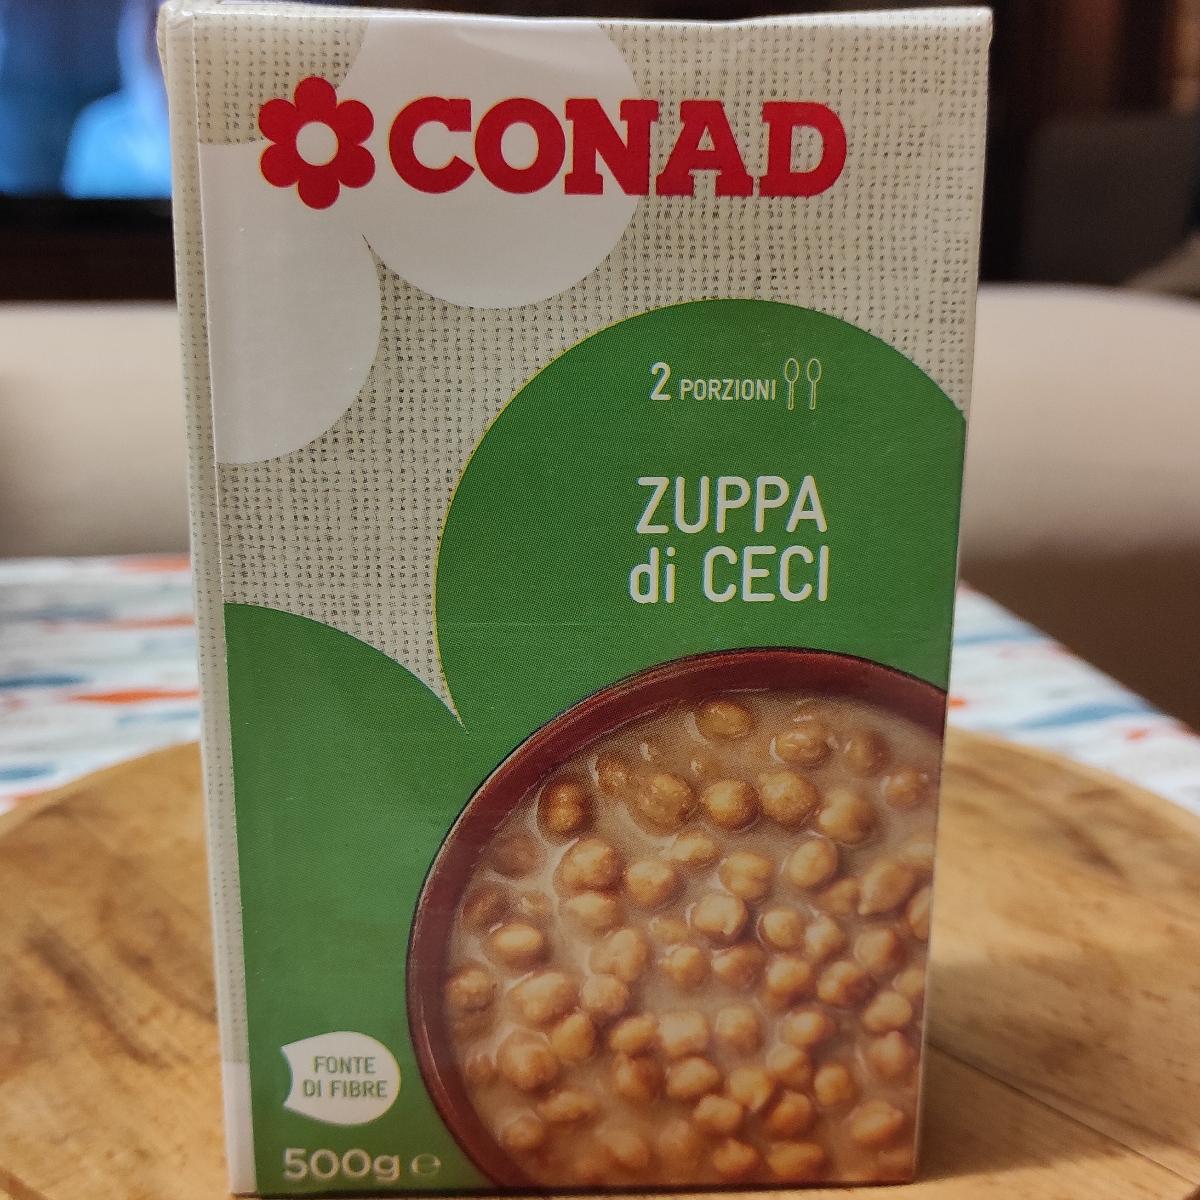 CONAD
2 PORZIONI
ZUPPA
di CECI
FONTE
DI FIBRE
500g ℮